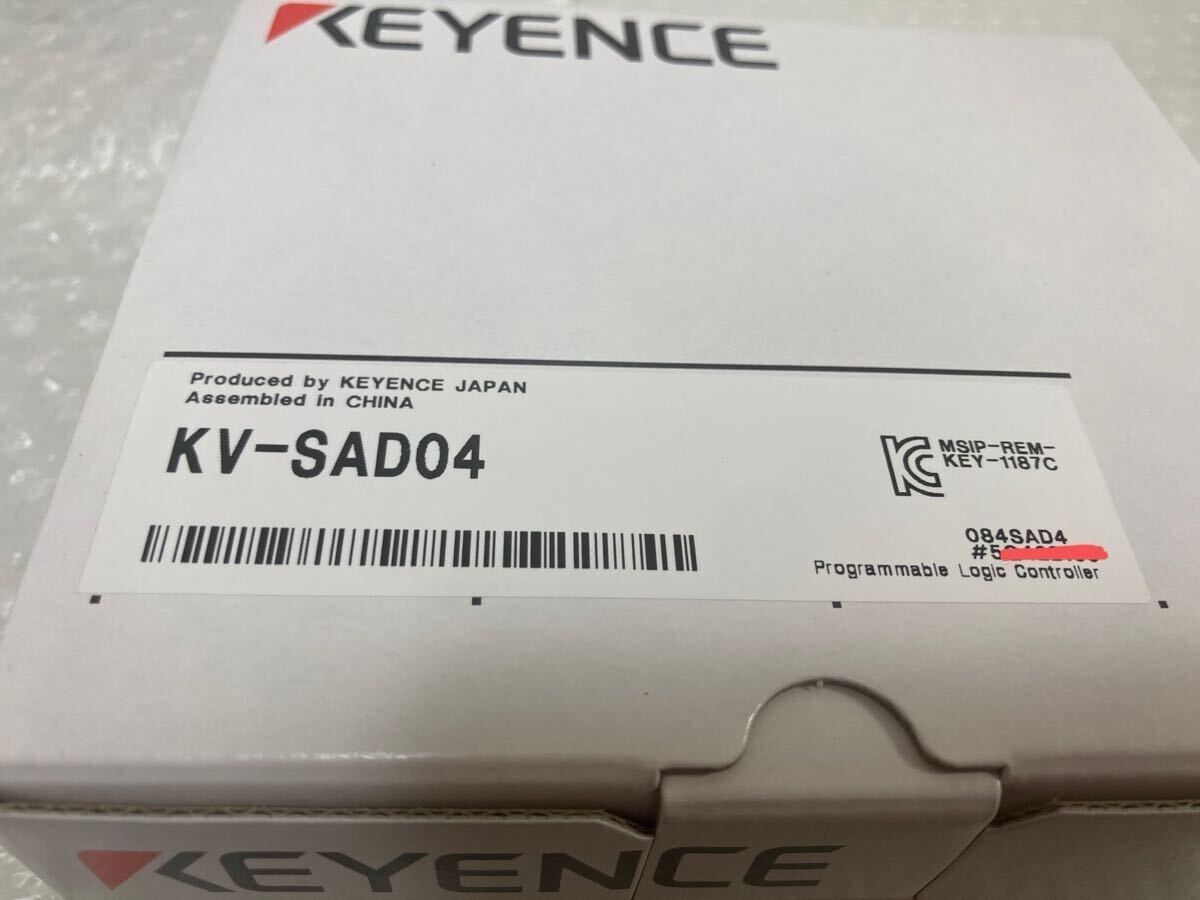 KEYENCE
Produced by KEYENCE JAPAN
Assembled in CHINA
KV-SAD04
MSIP-REM-
KEY-1187C
084SAD4
#5
Programmable Logic Controller
KEYENCE